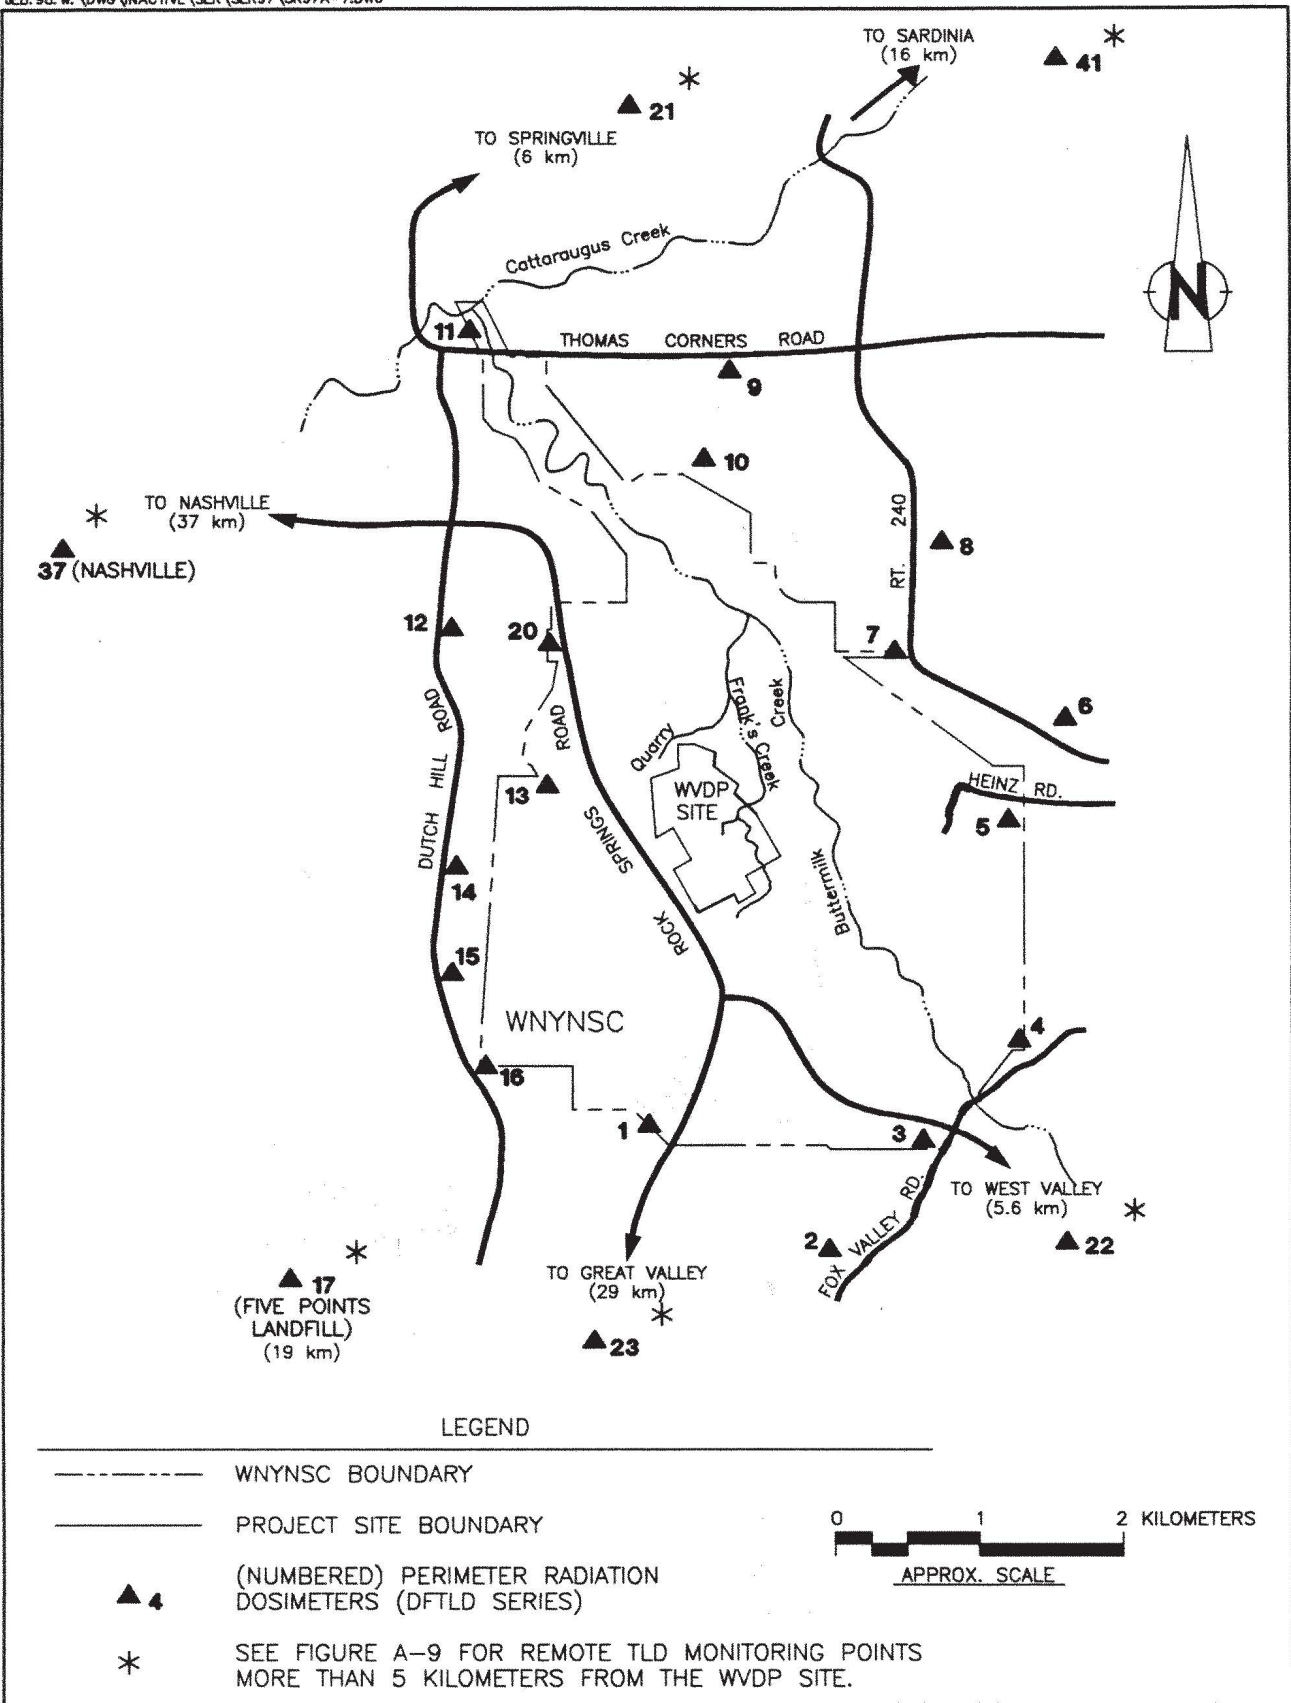 TO SARDINIA
(16 km)
41
21
TO SPRINGVILLE
(6 km)
Cattaraugus Creek
N
11
THOMAS CORNERS ROAD
9
10
TO NASHVILLE
(37 km)
37 (NASHVILLE)
RT. 240
8
12
20
7
6
DUTCH HILL ROAD
ROCK SPRINGS ROAD
Quarry
Frank's Creek
Buttermilk Creek
WVDP
SITE
HEINZ RD.
5
13
14
15
WNYNSC
4
16
1
3
TO WEST VALLEY
(5.6 km)
FOX VALLEY RD.
2
22
TO GREAT VALLEY
(29 km)
17
(FIVE POINTS
LANDFILL)
(19 km)
23
LEGEND
WNYNSC BOUNDARY
PROJECT SITE BOUNDARY
4 (NUMBERED) PERIMETER RADIATION
DOSIMETERS (DFTLD SERIES)
* SEE FIGURE A-9 FOR REMOTE TLD MONITORING POINTS
MORE THAN 5 KILOMETERS FROM THE WVDP SITE.
0 1 2 KILOMETERS
APPROX. SCALE